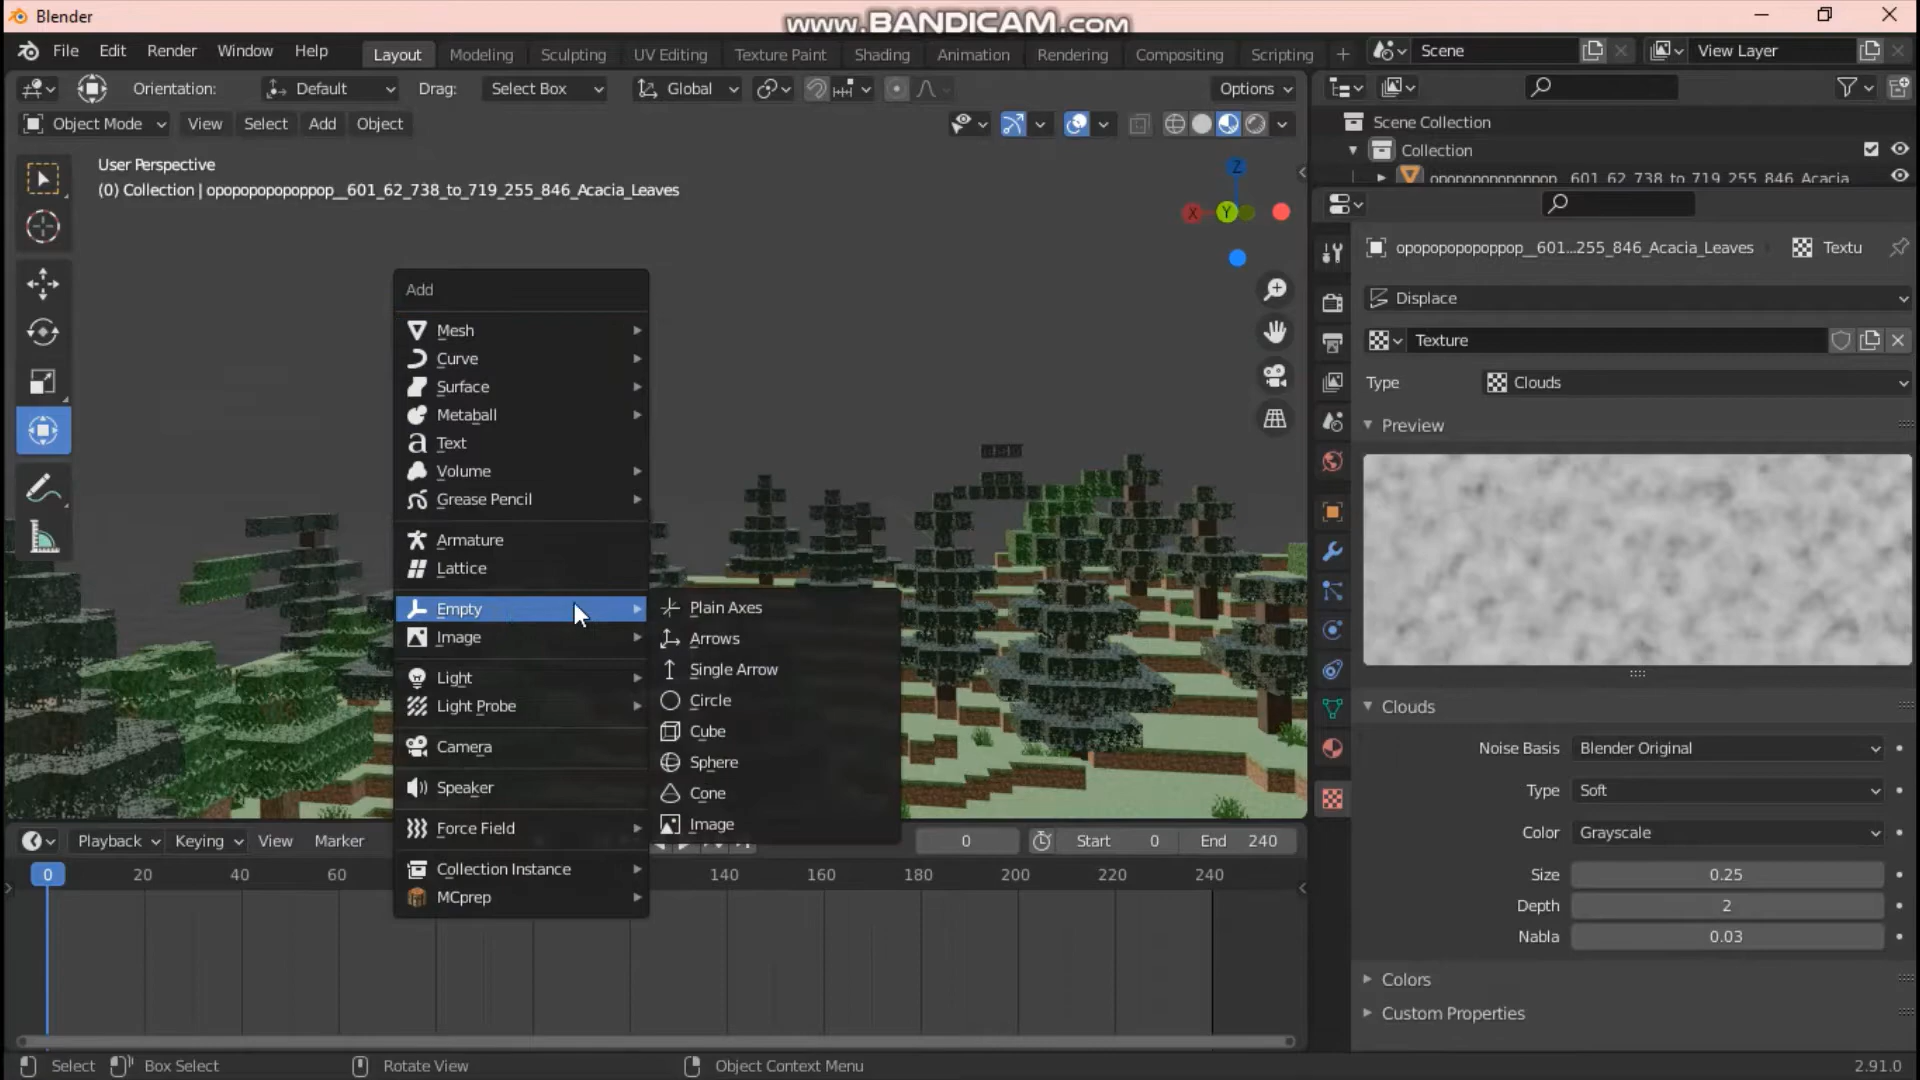 Blender
www.BANDICAM.com
File Edit Render Window Help
Layout Modeling Sculpting UV Editing Texture Paint Shading Animation Rendering Compositing Scripting +
Scene
View Layer
Orientation: Default Drag: Select Box Global Options
Object Mode View Select Add Object
Scene Collection
Collection
opopopopopoppop__601_62_738_to_719_255_846_Acacia
User Perspective
(0) Collection | opopopopopoppop__601_62_738_to_719_255_846_Acacia_Leaves
Z
X Y
opopopopopoppop__601...255_846_Acacia_Leaves Textu
Displace
Texture
Type Clouds
Preview
Add
Mesh
Curve
Surface
Metaball
Text
Volume
Grease Pencil
Armature
Lattice
Empty
Image
Light
Light Probe
Camera
Speaker
Force Field
Collection Instance
MCprep
Plain Axes
Arrows
Single Arrow
Circle
Cube
Sphere
Cone
Image
Clouds
Noise Basis Blender Original
Type Soft
Color Grayscale
Size 0.25
Depth 2
Nabla 0.03
Colors
Custom Properties
Playback Keying View Marker
0 Start 0 End 240
0 20 40 60 140 160 180 200 220 240
Select Box Select Rotate View Object Context Menu 2.91.0